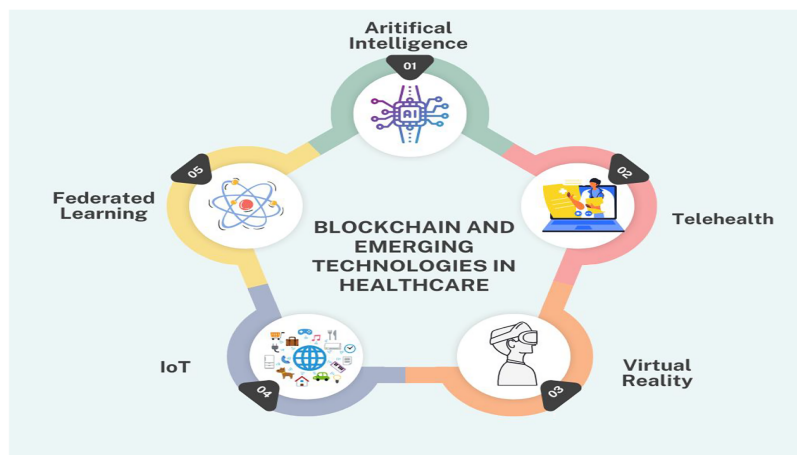 Aritifical
Intelligence
01
AI
02
Telehealth
BLOCKCHAIN AND
EMERGING
TECHNOLOGIES IN
HEALTHCARE
05
Federated
Learning
IoT
04
03
Virtual
Reality